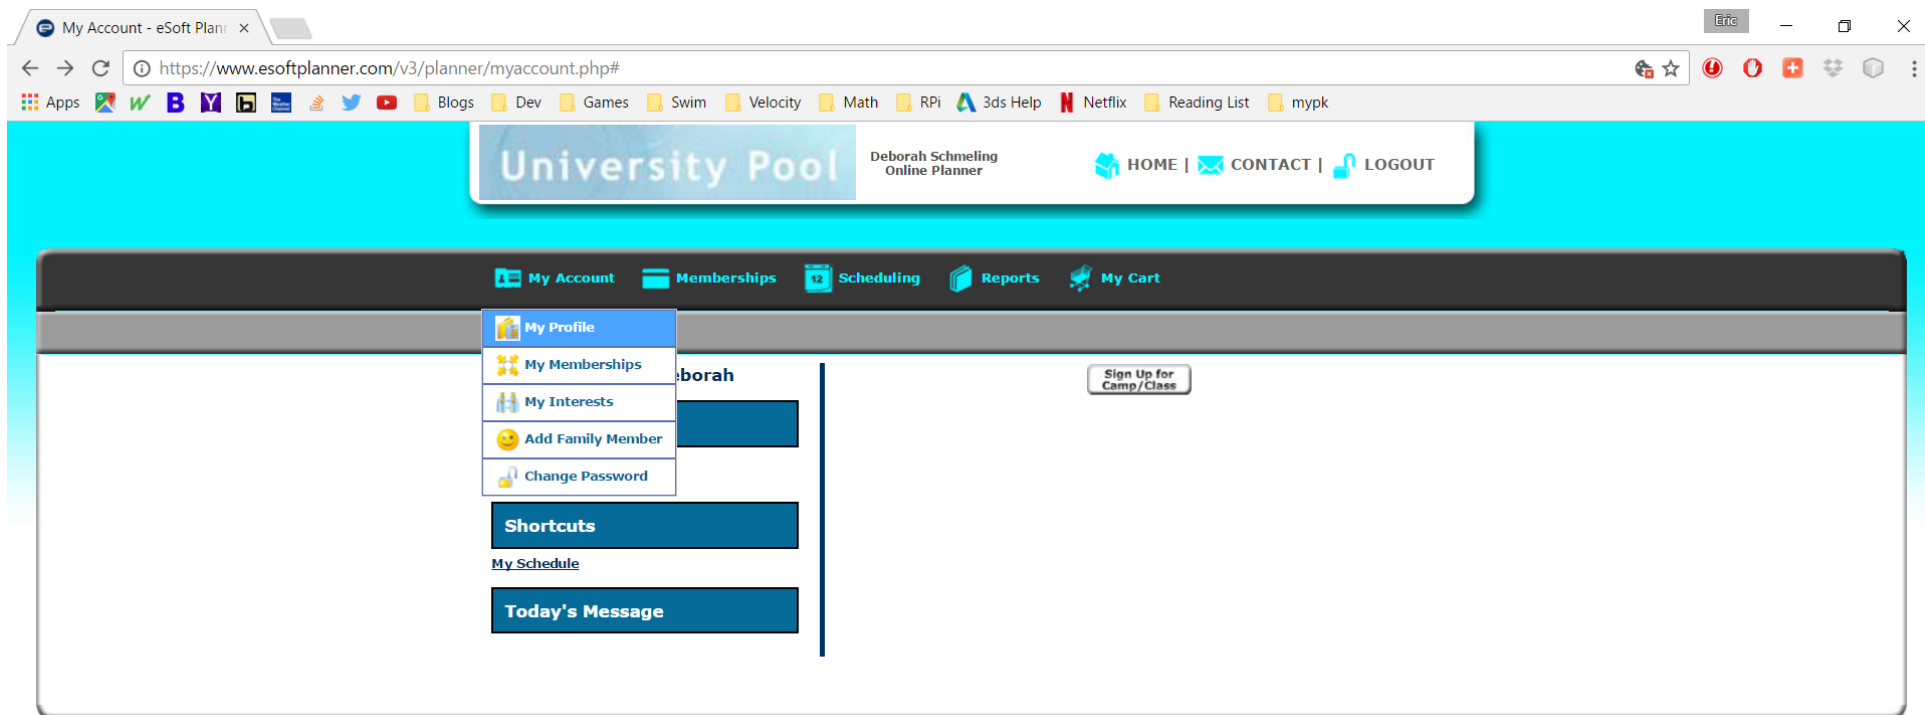 My Account - eSoft Plann
Eric
https://www.esoftplanner.com/v3/planner/myaccount.php#
Apps Blogs Dev Games Swim Velocity Math RPi 3ds Help Netflix Reading List mypk
University Pool
Deborah Schmeling
Online Planner
HOME | CONTACT | LOGOUT
My Account Memberships 12 Scheduling Reports My Cart
My Profile
My Memberships
My Interests
Add Family Member
Change Password
eborah
Sign Up for
Camp/Class
Shortcuts
My Schedule
Today's Message